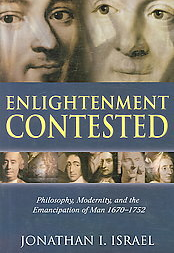 ENLIGHTENMENT
CONTESTED
Philosophy, Modernity, and the
Emancipation of Man 1670–1752
JONATHAN I. ISRAEL